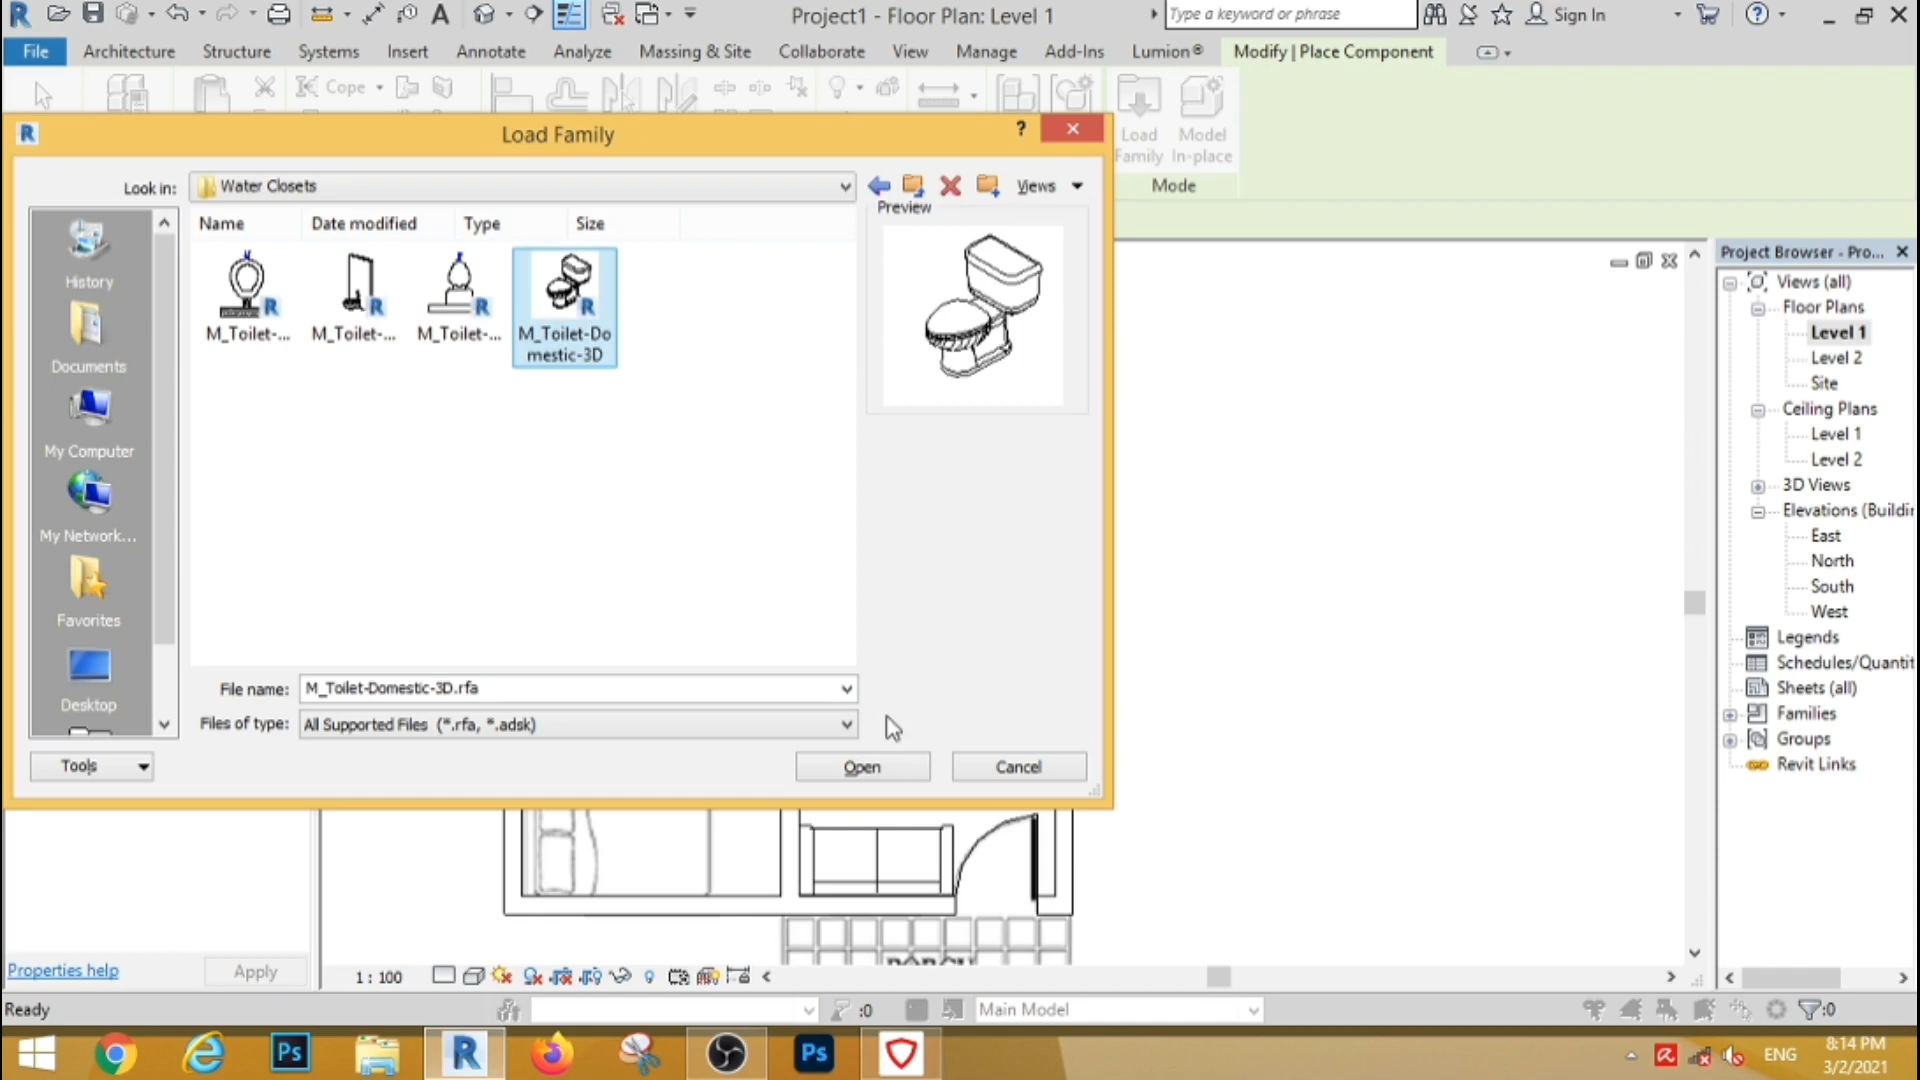 Project1 - Floor Plan: Level 1
Type a keyword or phrase
Sign In
File
Architecture
Structure
Systems
Insert
Annotate
Analyze
Massing & Site
Collaborate
View
Manage
Add-Ins
Lumion®
Modify | Place Component
Cope
Load Family
Model In-place
Mode
Load Family
Look in:
Water Closets
Views
Name
Date modified
Type
Size
Preview
M_Toilet-...
M_Toilet-...
M_Toilet-...
M_Toilet-Do
mestic-3D
History
Documents
My Computer
My Network...
Favorites
Desktop
File name:
M_Toilet-Domestic-3D.rfa
Files of type:
All Supported Files (*.rfa, *.adsk)
Tools
Open
Cancel
Project Browser - Pro...
Views (all)
Floor Plans
Level 1
Level 2
Site
Ceiling Plans
Level 1
Level 2
3D Views
Elevations (Buildir
East
North
South
West
Legends
Schedules/Quantit
Sheets (all)
Families
Groups
Revit Links
Properties help
Apply
1 : 100
Ready
:0
Main Model
:0
Ps
Ps
ENG
8:14 PM
3/2/2021